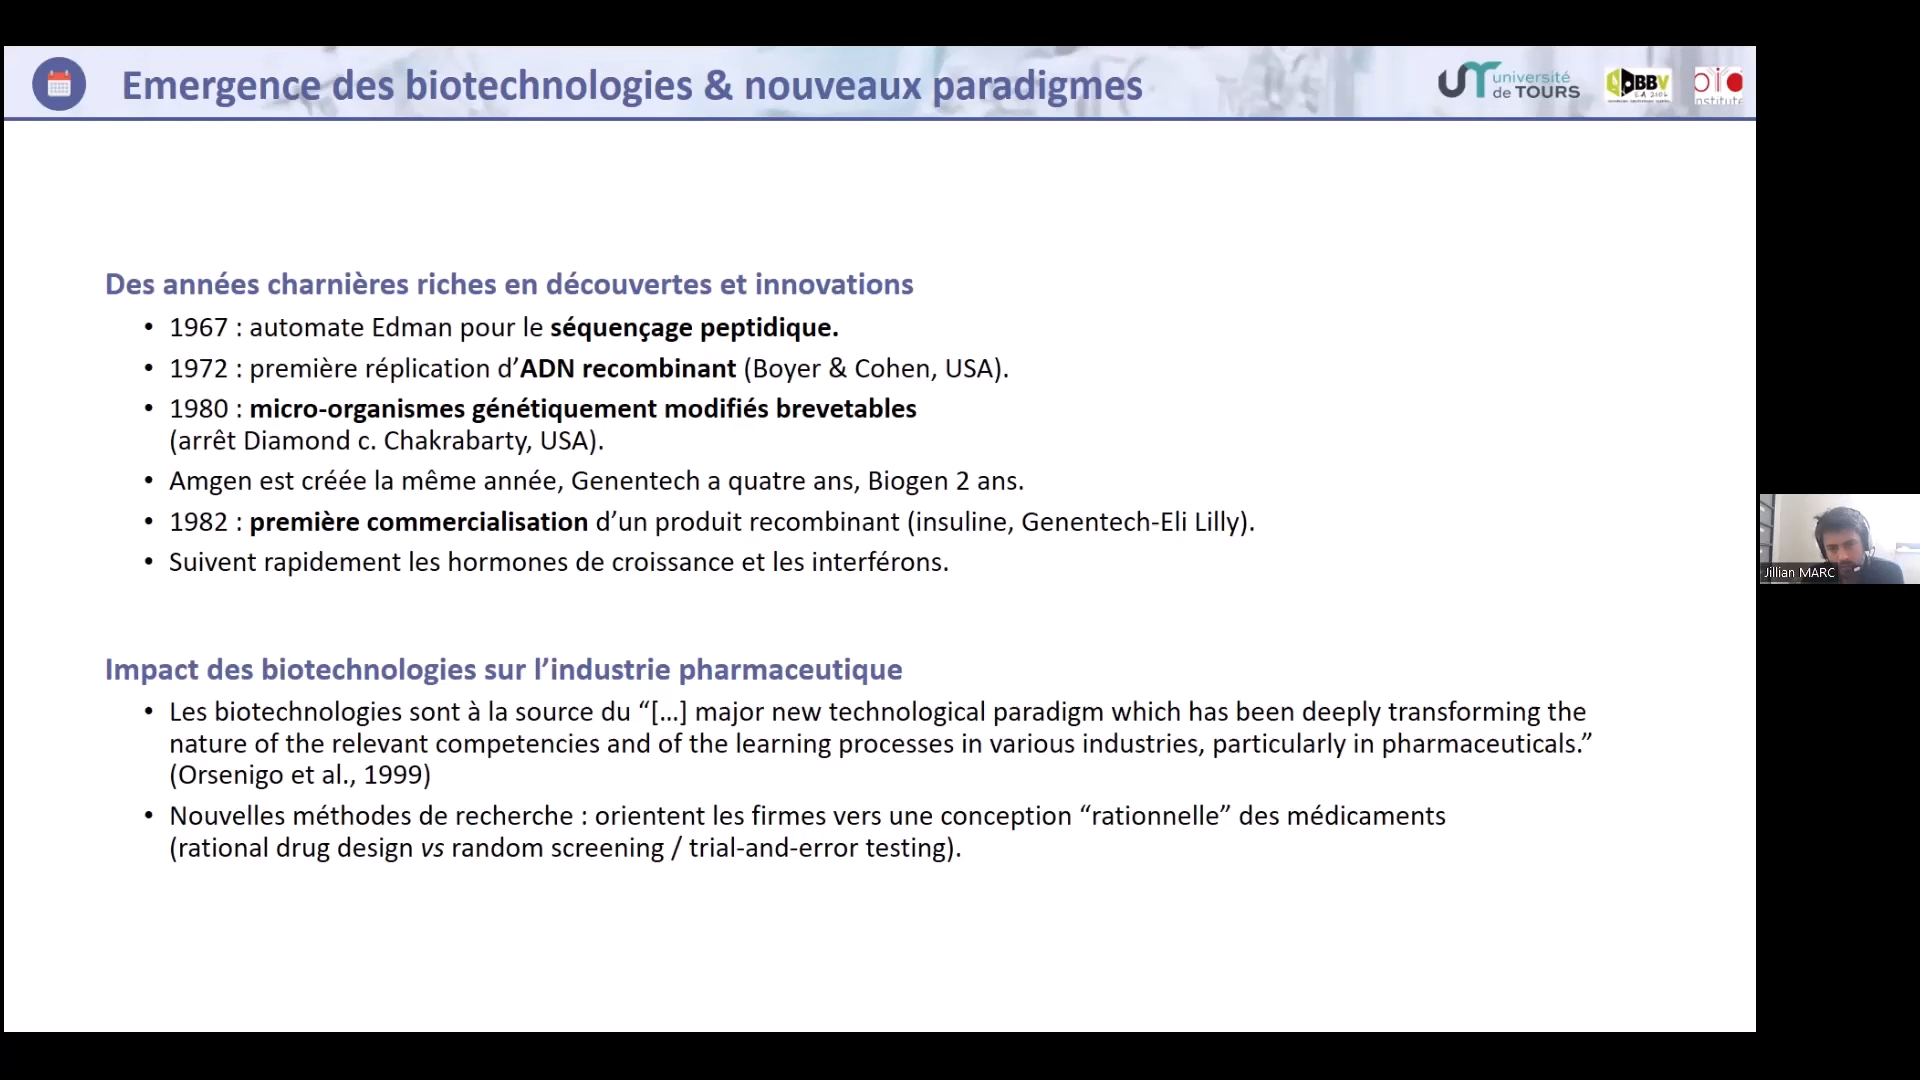 Emergence des biotechnologies & nouveaux paradigmes
université
de TOURS
BBV
EA 2106
bio
institute
Des années charnières riches en découvertes et innovations
• 1967 : automate Edman pour le séquençage peptidique.
• 1972 : première réplication d’ADN recombinant (Boyer & Cohen, USA).
• 1980 : micro-organismes génétiquement modifiés brevetables
(arrêt Diamond c. Chakrabarty, USA).
• Amgen est créée la même année, Genentech a quatre ans, Biogen 2 ans.
• 1982 : première commercialisation d’un produit recombinant (insuline, Genentech-Eli Lilly).
• Suivent rapidement les hormones de croissance et les interférons.
Jillian MARC
Impact des biotechnologies sur l’industrie pharmaceutique
• Les biotechnologies sont à la source du “[...] major new technological paradigm which has been deeply transforming the
nature of the relevant competencies and of the learning processes in various industries, particularly in pharmaceuticals.”
(Orsenigo et al., 1999)
• Nouvelles méthodes de recherche : orientent les firmes vers une conception “rationnelle” des médicaments
(rational drug design vs random screening / trial-and-error testing).